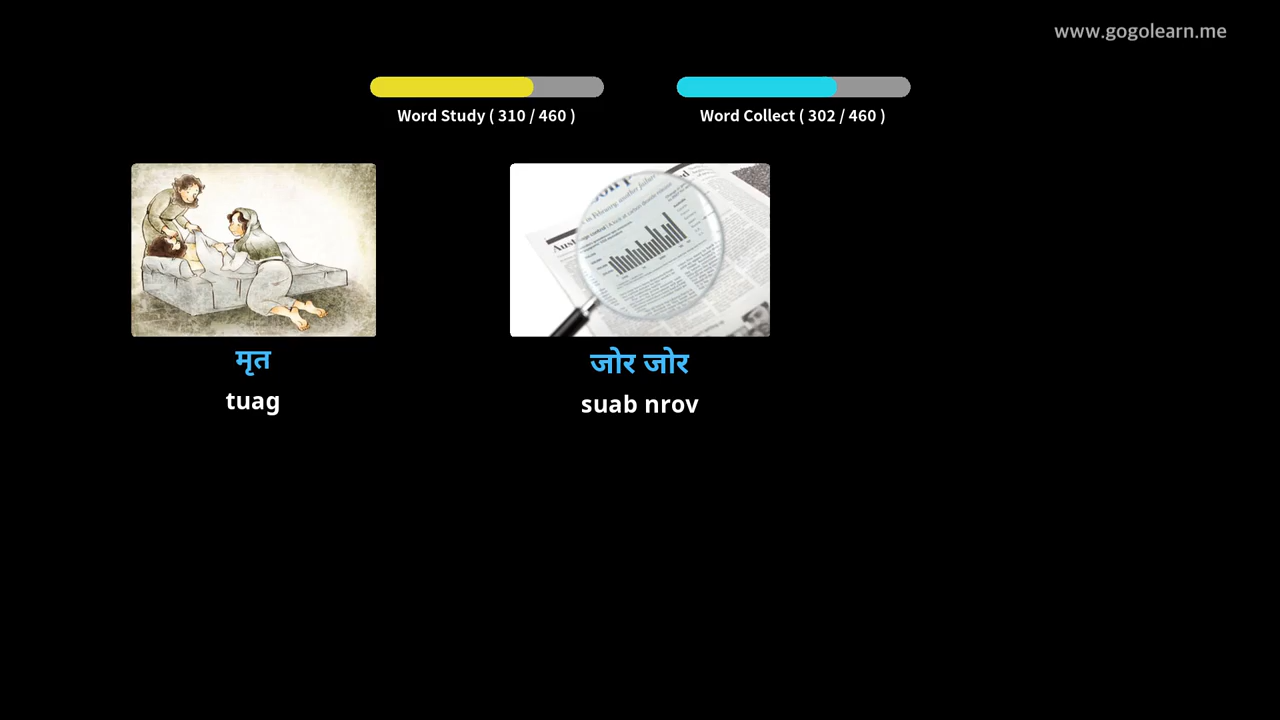 www.gogolearn.me
Word Study ( 310 / 460 )
Word Collect ( 302 / 460 )
मृत
tuag
जोर जोर
suab nrov